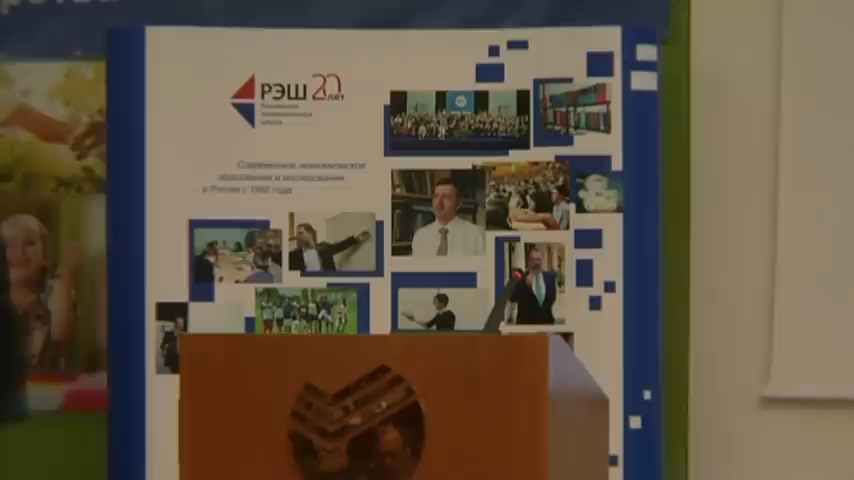 РЭШ 20 лет
Российская
экономическая
школа
Современное экономическое
образование и исследования
в России с 1992 года